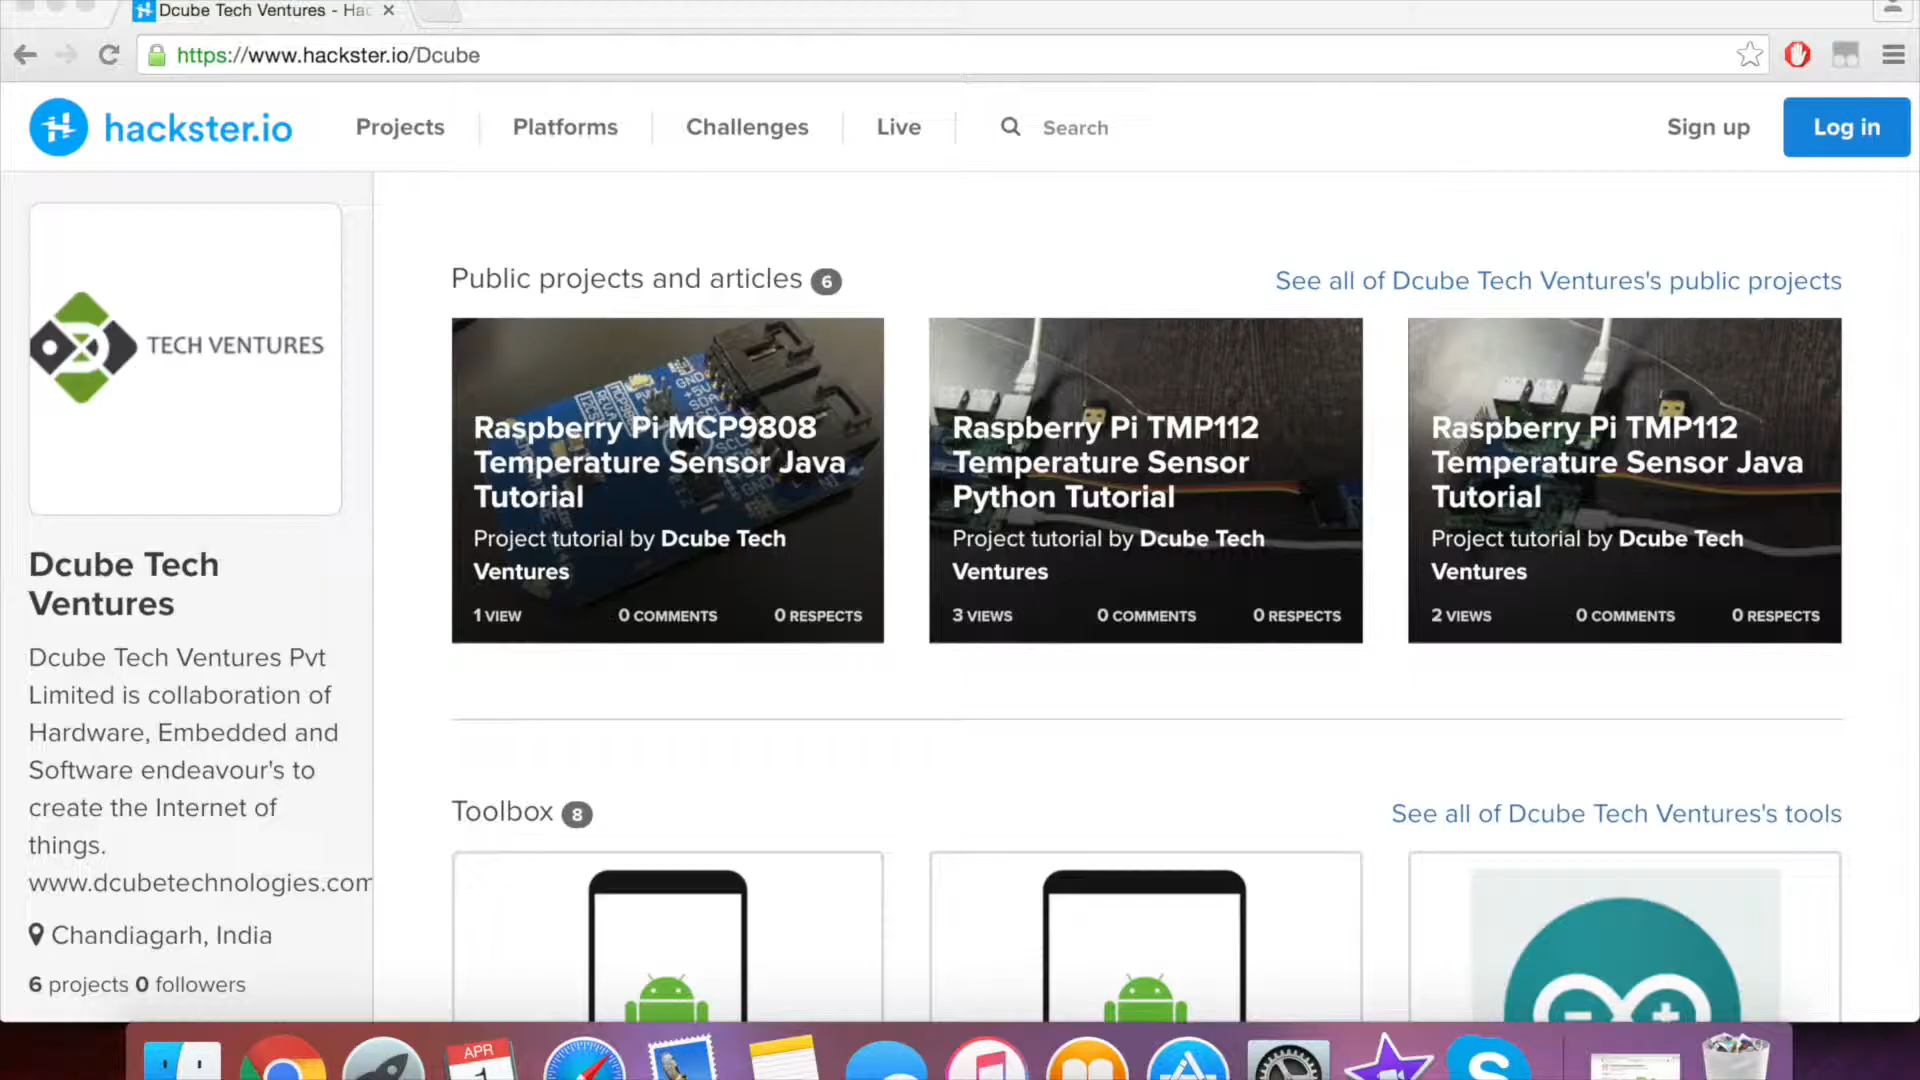 Dcube Tech Ventures - Hac
https://www.hackster.io/Dcube
hackster.io
Projects
Platforms
Challenges
Live
Search
Sign up
Log in
TECH VENTURES
Dcube Tech
Ventures
Dcube Tech Ventures Pvt
Limited is collaboration of
Hardware, Embedded and
Software endeavour's to
create the Internet of
things.
www.dcubetechnologies.com
Chandiagarh, India
6 projects 0 followers
Public projects and articles 6
See all of Dcube Tech Ventures's public projects
Raspberry Pi MCP9808
Temperature Sensor Java
Tutorial
Project tutorial by Dcube Tech
Ventures
1 VIEW
0 COMMENTS
0 RESPECTS
Raspberry Pi TMP112
Temperature Sensor
Python Tutorial
Project tutorial by Dcube Tech
Ventures
3 VIEWS
0 COMMENTS
0 RESPECTS
Raspberry Pi TMP112
Temperature Sensor Java
Tutorial
Project tutorial by Dcube Tech
Ventures
2 VIEWS
0 COMMENTS
0 RESPECTS
GND
+5V
SDA
Toolbox 8
See all of Dcube Tech Ventures's tools
APR